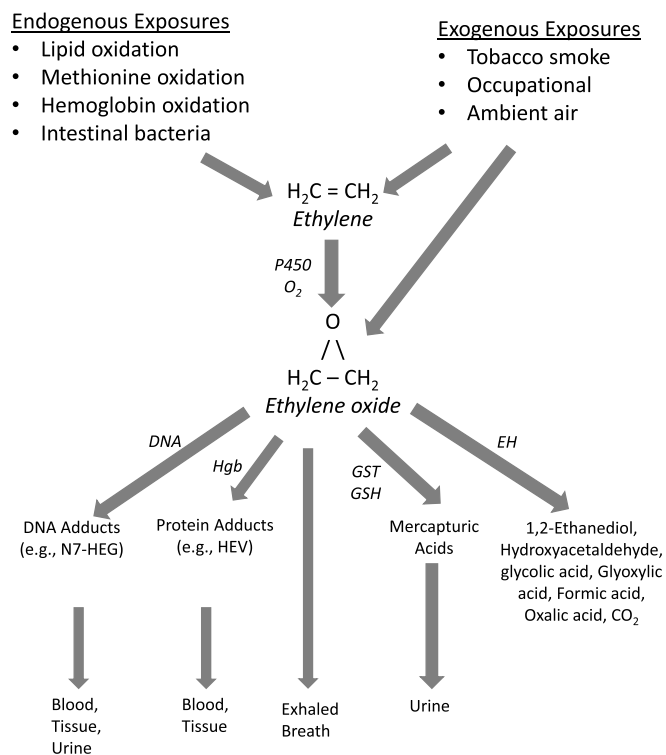 Endogenous Exposures
• Lipid oxidation
• Methionine oxidation
• Hemoglobin oxidation
• Intestinal bacteria
Exogenous Exposures
• Tobacco smoke
• Occupational
• Ambient air
H₂C = CH₂
Ethylene
P450
O₂
O
/ \
H₂C – CH₂
Ethylene oxide
DNA
Hgb
GST
GSH
EH
DNA Adducts
(e.g., N7-HEG)
Protein Adducts
(e.g., HEV)
Mercapturic
Acids
1,2-Ethanediol,
Hydroxyacetaldehyde,
glycolic acid, Glyoxylic
acid, Formic acid,
Oxalic acid, CO₂
Blood,
Tissue,
Urine
Blood,
Tissue
Exhaled
Breath
Urine